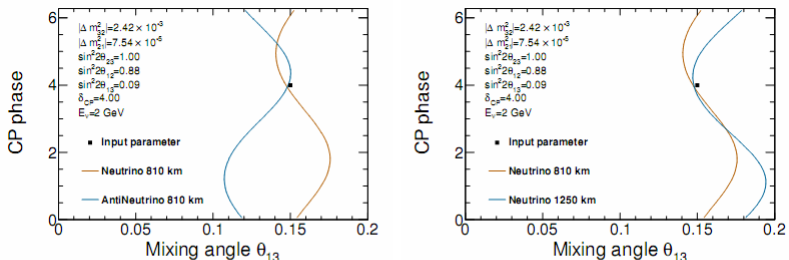 |Δ m²₃₂|=2.42 × 10⁻³
|Δ m²₂₁|=7.54 × 10⁻⁵
sin²2θ₂₃=1.00
sin²2θ₁₂=0.88
sin²2θ₁₃=0.09
δCP=4.00
Eν=2 GeV
Input parameter
Neutrino 810 km
AntiNeutrino 810 km
CP phase
6
4
2
0
0 0.05 0.1 0.15 0.2
Mixing angle θ₁₃
|Δ m²₃₂|=2.42 × 10⁻³
|Δ m²₂₁|=7.54 × 10⁻⁵
sin²2θ₂₃=1.00
sin²2θ₁₂=0.88
sin²2θ₁₃=0.09
δCP=4.00
Eν=2 GeV
Input parameter
Neutrino 810 km
Neutrino 1250 km
CP phase
6
4
2
0
0 0.05 0.1 0.15 0.2
Mixing angle θ₁₃